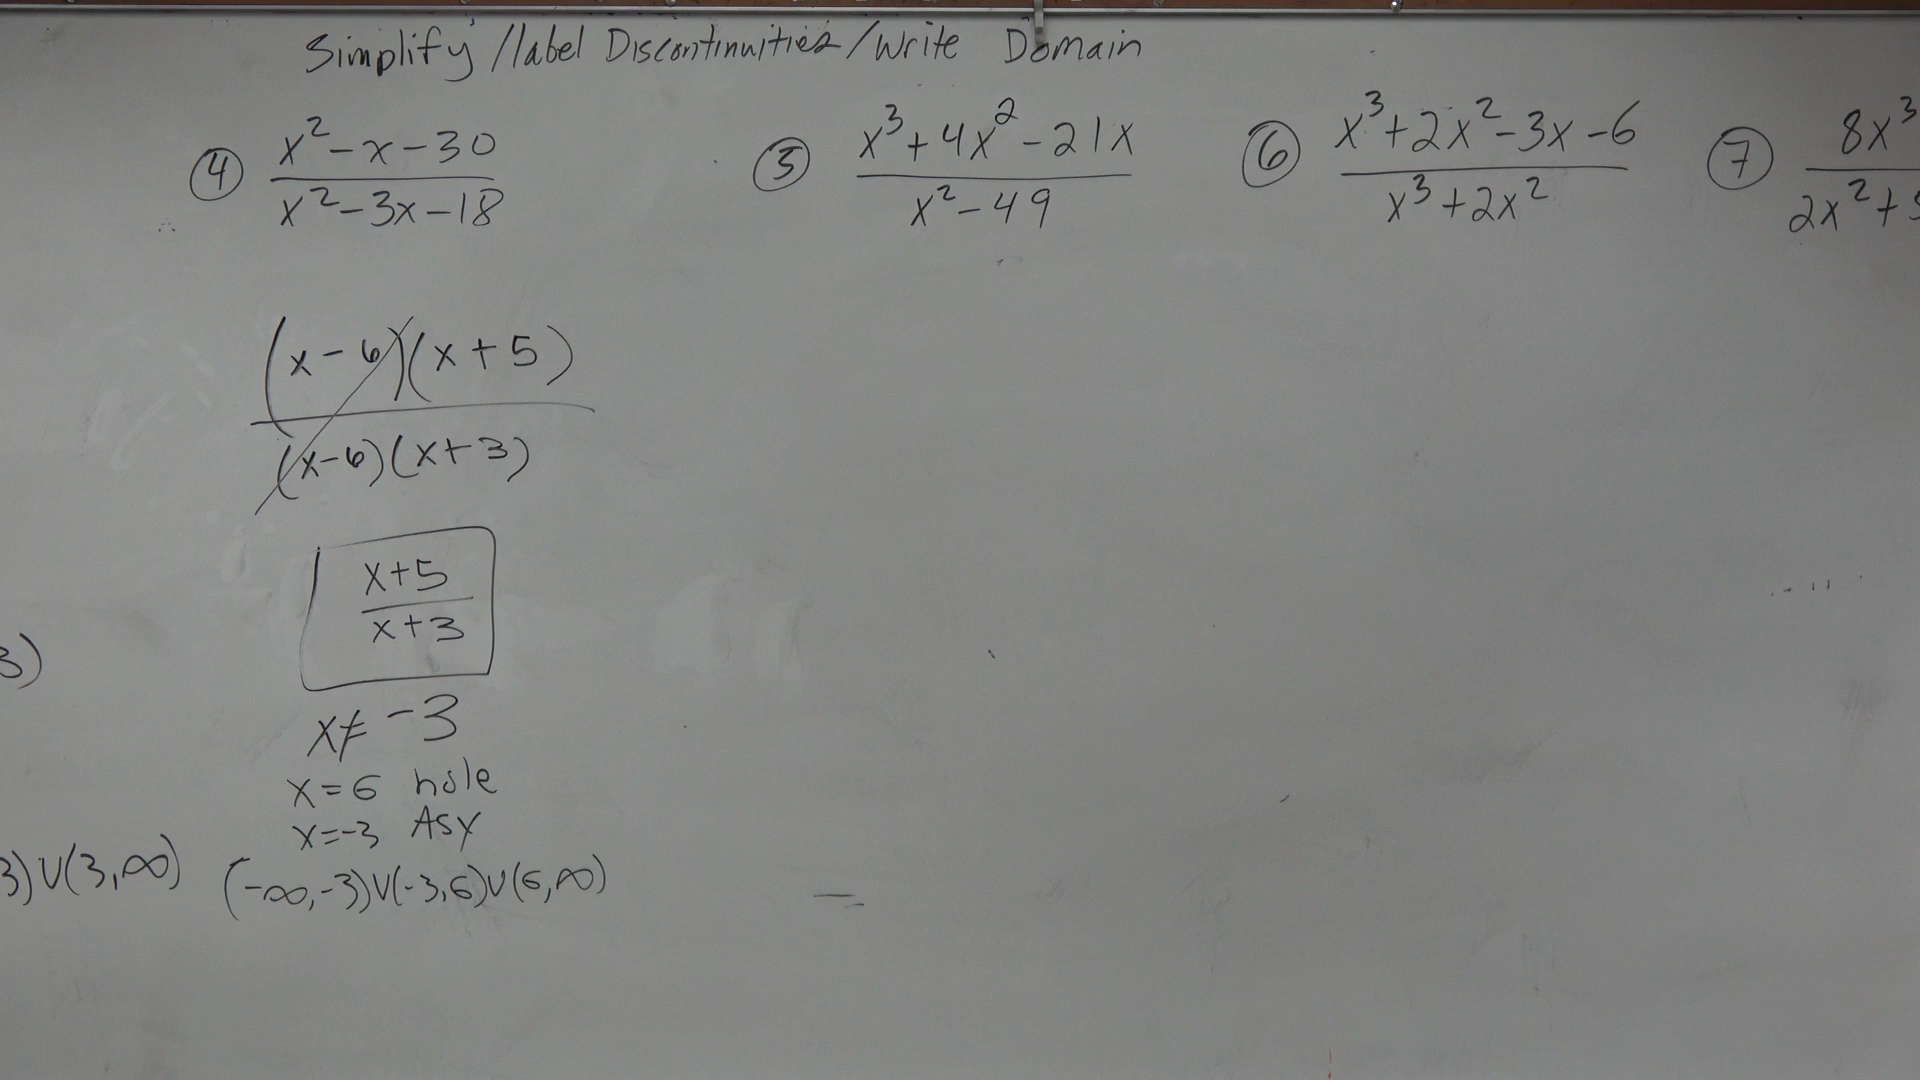 Simplify /label Discontinuities/Write Domain
④ x²-x-30
x²-3x-18
⑤ x³+4x²-21x
x²-49
⑥ x³+2x²-3x-6
x³+2x²
⑦ 8x³
2x²+
(x-6)(x+5)
(x-6)(x+3)
x+5
x+3
3)
x≠-3
x=6 hole
x=-3 Asy
3)∪(3,∞) (-∞,-3)∪(-3,6)∪(6,∞)